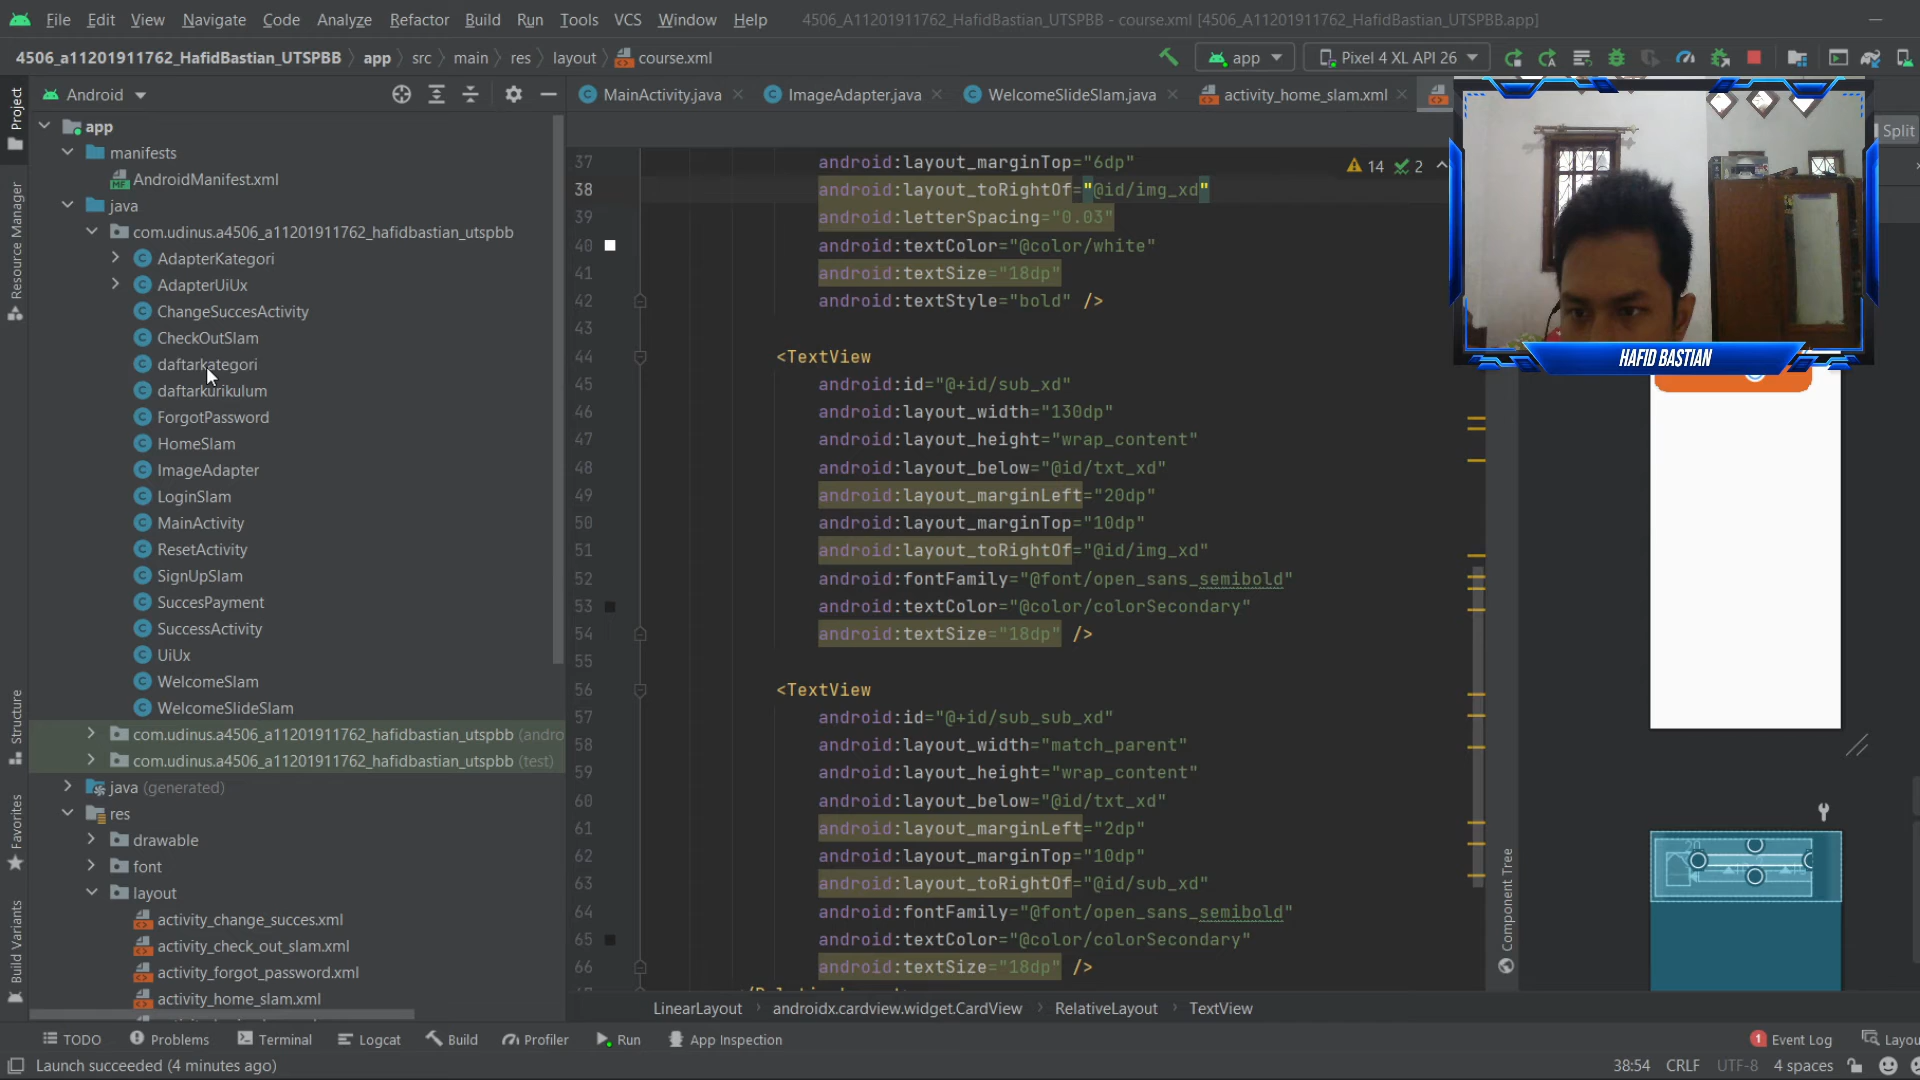 File Edit View Navigate Code Analyze Refactor Build Run Tools VCS Window Help 4506_A11201911762_HafidBastian_UTSPBB - course.xml [4506_A11201911762_HafidBastian_UTSPBB.app]
4506_a11201911762_HafidBastian_UTSPBB app src main res layout course.xml app Pixel 4 XL API 26
Android MainActivity.java ImageAdapter.java WelcomeSlideSlam.java activity_home_slam.xml
Split
Project
Resource Manager
Structure
Favorites
Build Variants
app
manifests
AndroidManifest.xml
java
com.udinus.a4506_a11201911762_hafidbastian_utspbb
AdapterKategori
AdapterUiUx
ChangeSuccesActivity
CheckOutSlam
daftarkategori
daftarkurikulum
ForgotPassword
HomeSlam
ImageAdapter
LoginSlam
MainActivity
ResetActivity
SignUpSlam
SuccesPayment
SuccessActivity
UiUx
WelcomeSlam
WelcomeSlideSlam
com.udinus.a4506_a11201911762_hafidbastian_utspbb (andro
com.udinus.a4506_a11201911762_hafidbastian_utspbb (test)
java (generated)
res
drawable
font
layout
activity_change_succes.xml
activity_check_out_slam.xml
activity_forgot_password.xml
activity_home_slam.xml
14 2
37 android:layout_marginTop="6dp"
38 android:layout_toRightOf="@id/img_xd"
39 android:letterSpacing="0.03"
40 android:textColor="@color/white"
41 android:textSize="18dp"
42 android:textStyle="bold" />
43
44 <TextView
45 android:id="@+id/sub_xd"
46 android:layout_width="130dp"
47 android:layout_height="wrap_content"
48 android:layout_below="@id/txt_xd"
49 android:layout_marginLeft="20dp"
50 android:layout_marginTop="10dp"
51 android:layout_toRightOf="@id/img_xd"
52 android:fontFamily="@font/open_sans_semibold"
53 android:textColor="@color/colorSecondary"
54 android:textSize="18dp" />
55
56 <TextView
57 android:id="@+id/sub_sub_xd"
58 android:layout_width="match_parent"
59 android:layout_height="wrap_content"
60 android:layout_below="@id/txt_xd"
61 android:layout_marginLeft="2dp"
62 android:layout_marginTop="10dp"
63 android:layout_toRightOf="@id/sub_xd"
64 android:fontFamily="@font/open_sans_semibold"
65 android:textColor="@color/colorSecondary"
66 android:textSize="18dp" />
HAFID BASTIAN
Component Tree
LinearLayout androidx.cardview.widget.CardView RelativeLayout TextView
TODO Problems Terminal Logcat Build Profiler Run App Inspection 1 Event Log Layou
Launch succeeded (4 minutes ago) 38:54 CRLF UTF-8 4 spaces